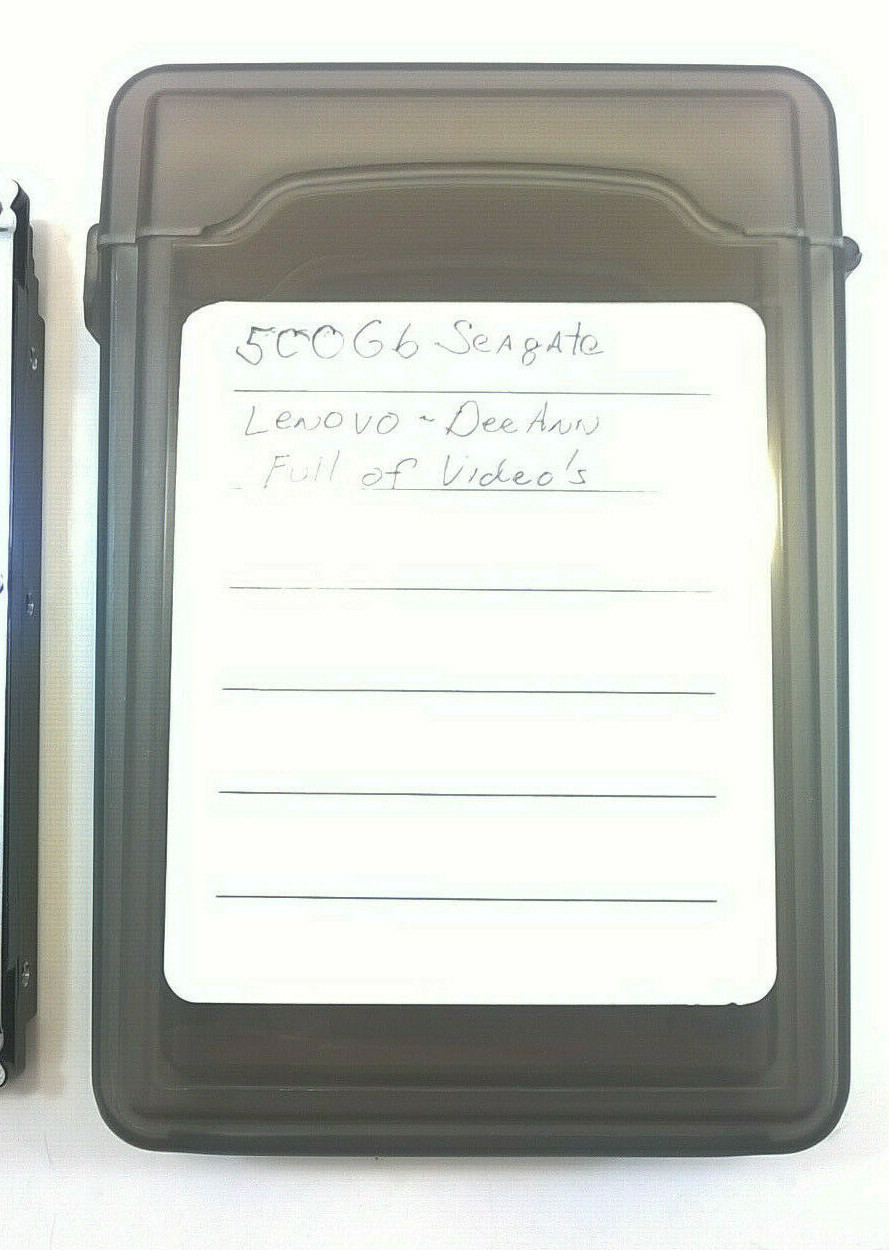 500Gb Seagate
Lenovo ~ DeeAnn
Full of Video's